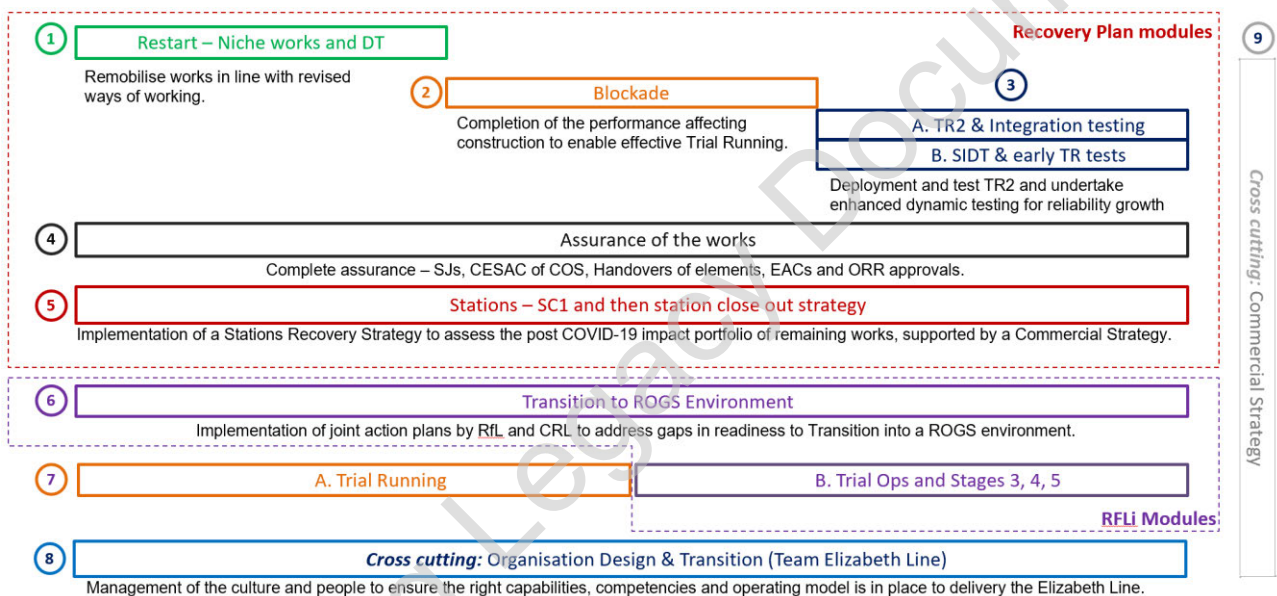 1
Restart – Niche works and DT
Recovery Plan modules
9
Remobilise works in line with revised
ways of working.
2
Blockade
3
Completion of the performance affecting
construction to enable effective Trial Running.
A. TR2 & Integration testing
B. SIDT & early TR tests
Deployment and test TR2 and undertake
enhanced dynamic testing for reliability growth
4
Assurance of the works
Complete assurance – SJs, CESAC of COS, Handovers of elements, EACs and ORR approvals.
5
Stations – SC1 and then station close out strategy
Implementation of a Stations Recovery Strategy to assess the post COVID-19 impact portfolio of remaining works, supported by a Commercial Strategy.
Cross cutting: Commercial Strategy
6
Transition to ROGS Environment
Implementation of joint action plans by RfL and CRL to address gaps in readiness to Transition into a ROGS environment.
7
A. Trial Running
B. Trial Ops and Stages 3, 4, 5
RFLi Modules
8
Cross cutting: Organisation Design & Transition (Team Elizabeth Line)
Management of the culture and people to ensure the right capabilities, competencies and operating model is in place to delivery the Elizabeth Line.
Legacy Docum